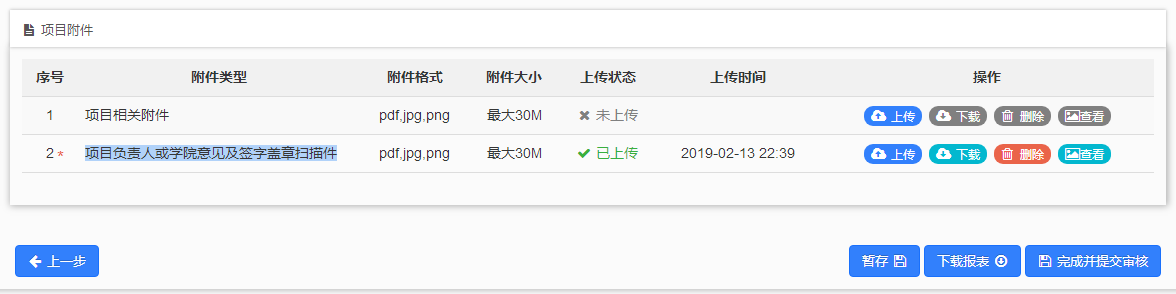 项目附件
序号 附件类型 附件格式 附件大小 上传状态 上传时间 操作
1 项目相关附件 pdf,jpg,png 最大30M 未上传 上传 下载 删除 查看
2 * 项目负责人或学院意见及签字盖章扫描件 pdf,jpg,png 最大30M 已上传 2019-02-13 22:39 上传 下载 删除 查看
上一步 暂存 下载报表 完成并提交审核